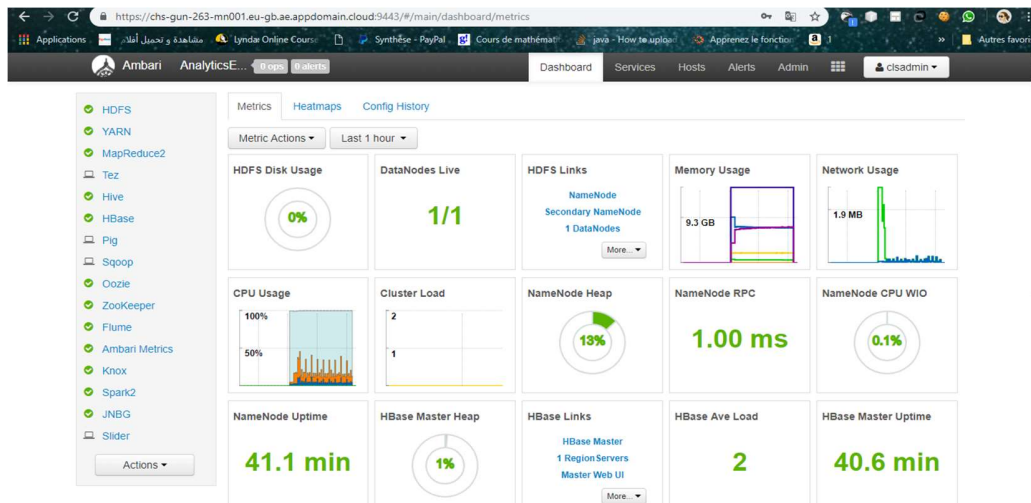 https://chs-gun-263-mn001.eu-gb.ae.appdomain.cloud:9443/#/main/dashboard/metrics
Applications مشاهدة و تحميل أفلام Lynda: Online Course Synthèse - PayPal Cours de mathémat java - How to uploa Apprenez le fonction 1 » Autres favoris
Ambari AnalyticsE... 0 ops 0 alerts Dashboard Services Hosts Alerts Admin clsadmin
HDFS
YARN
MapReduce2
Tez
Hive
HBase
Pig
Sqoop
Oozie
ZooKeeper
Flume
Ambari Metrics
Knox
Spark2
JNBG
Slider
Actions
Metrics Heatmaps Config History
Metric Actions Last 1 hour
HDFS Disk Usage
0%
DataNodes Live
1/1
HDFS Links
NameNode
Secondary NameNode
1 DataNodes
More...
Memory Usage
9.3 GB
Network Usage
1.9 MB
CPU Usage
100%
50%
Cluster Load
2
1
NameNode Heap
13%
NameNode RPC
1.00 ms
NameNode CPU WIO
0.1%
NameNode Uptime
41.1 min
HBase Master Heap
1%
HBase Links
HBase Master
1 RegionServers
Master Web UI
More...
HBase Ave Load
2
HBase Master Uptime
40.6 min